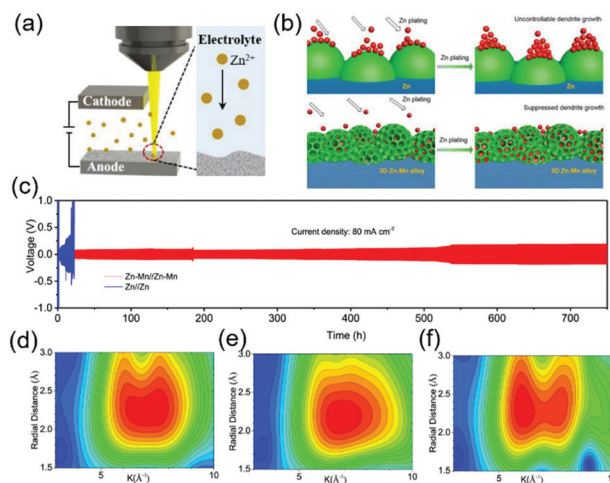 (a)
Electrolyte
Zn²⁺
Cathode
Anode
(b)
Zn plating
Uncontrollable dendrite growth
Zn plating
Zn
Zn
Zn plating
Suppressed dendrite growth
Zn plating
3D Zn-Mn alloy
3D Zn-Mn alloy
(c)
Voltage (V)
1.0
0.5
0.0
-0.5
-1.0
Current density: 80 mA cm⁻²
Zn-Mn//Zn-Mn
Zn//Zn
0 100 200 300 400 500 600 700
Time (h)
(d)
Radial Distance (Å)
3.0
2.5
2.0
1.5
5 10
K(Å⁻¹)
(e)
Radial Distance (Å)
3.0
2.5
2.0
1.5
5 10
K(Å⁻¹)
(f)
Radial Distance (Å)
3.0
2.5
2.0
1.5
5
K(Å⁻¹)